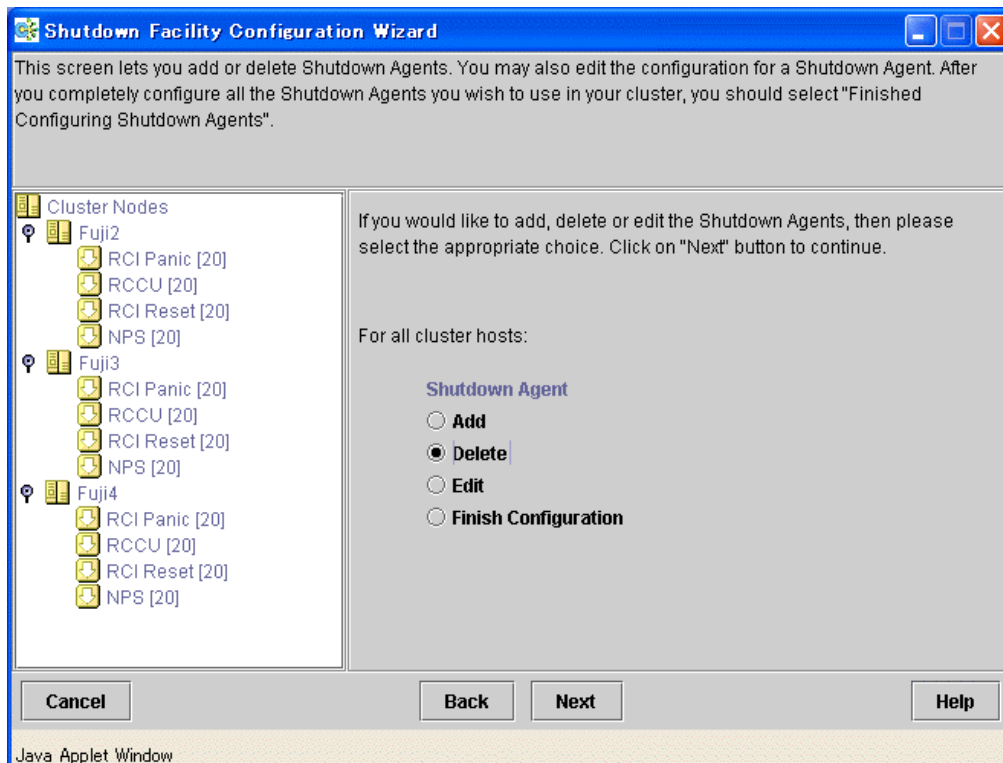 Shutdown Facility Configuration Wizard
This screen lets you add or delete Shutdown Agents. You may also edit the configuration for a Shutdown Agent. After
you completely configure all the Shutdown Agents you wish to use in your cluster, you should select "Finished
Configuring Shutdown Agents".
Cluster Nodes
Fuji2
RCI Panic [20]
RCCU [20]
RCI Reset [20]
NPS [20]
Fuji3
RCI Panic [20]
RCCU [20]
RCI Reset [20]
NPS [20]
Fuji4
RCI Panic [20]
RCCU [20]
RCI Reset [20]
NPS [20]
If you would like to add, delete or edit the Shutdown Agents, then please
select the appropriate choice. Click on "Next" button to continue.
For all cluster hosts:
Shutdown Agent
Add
Delete
Edit
Finish Configuration
Cancel
Back
Next
Help
Java Applet Window